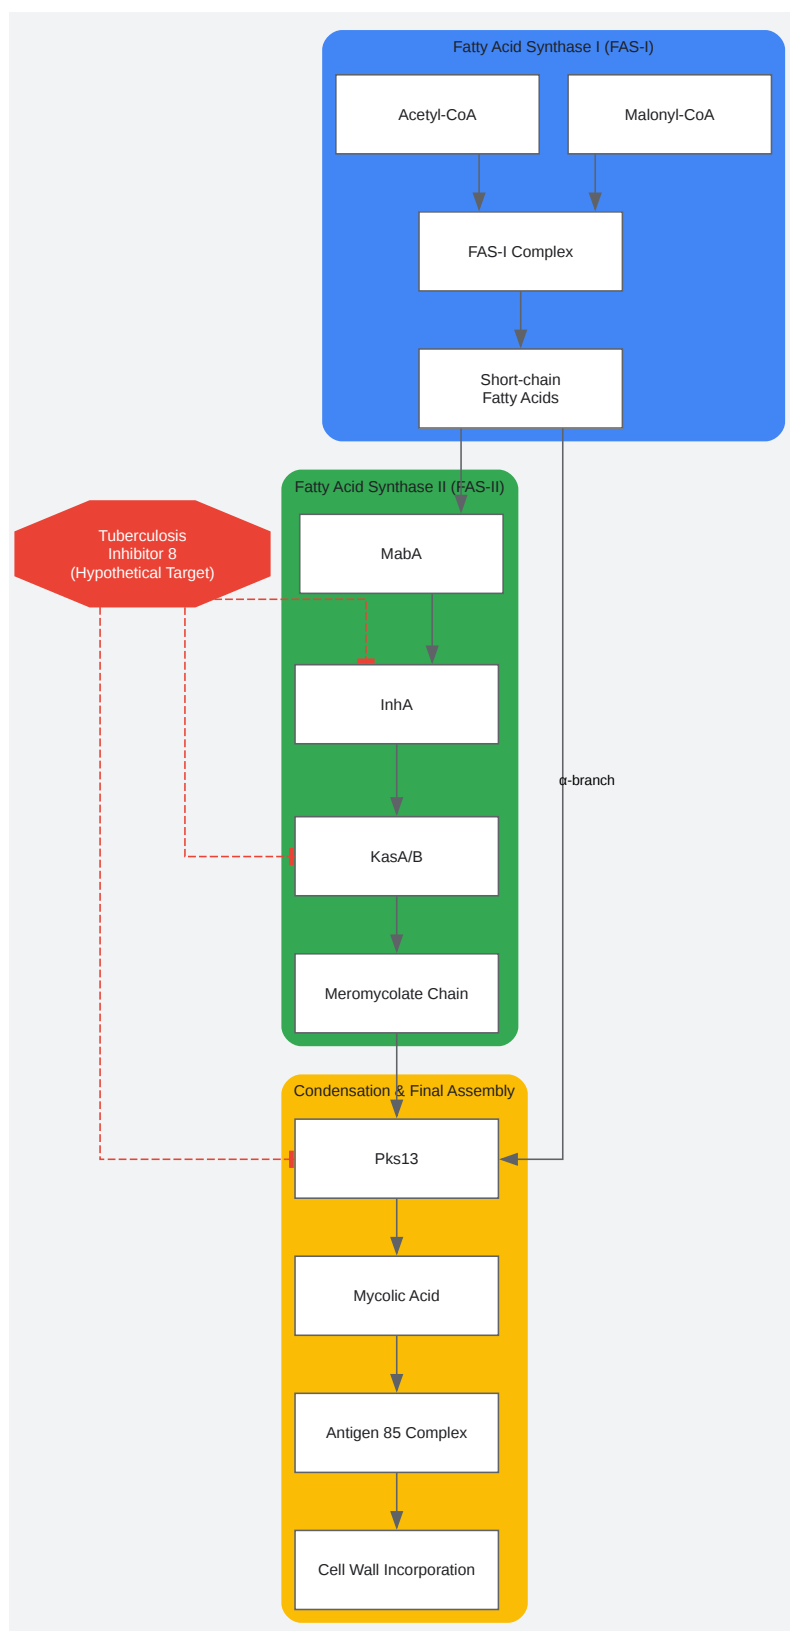 Fatty Acid Synthase I (FAS-I)
Acetyl-CoA
Malonyl-CoA
FAS-I Complex
Short-chain
Fatty Acids
Fatty Acid Synthase II (FAS-II)
Tuberculosis
Inhibitor 8
(Hypothetical Target)
MabA
InhA
α-branch
KasA/B
Meromycolate Chain
Condensation & Final Assembly
Pks13
Mycolic Acid
Antigen 85 Complex
Cell Wall Incorporation